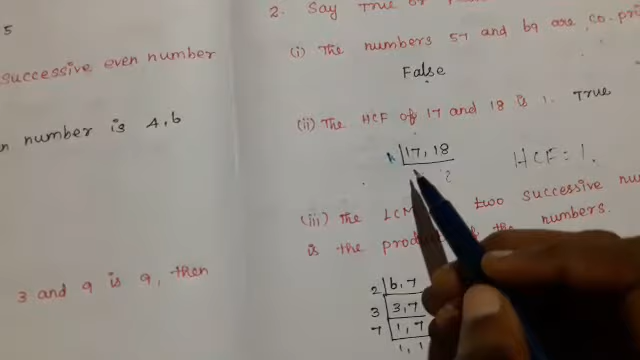 5
successive even number
n number is 4,6
3 and 9 is 9, then
2. Say True or
(i) The numbers 57 and 69 are co-pri
False
(ii) The HCF of 17 and 18 is 1. True
17, 18
HCF = 1.
(iii) The LCM two successive nu
is the product of the numbers.
2 6,7
3 3,7
7 1,7
1,1